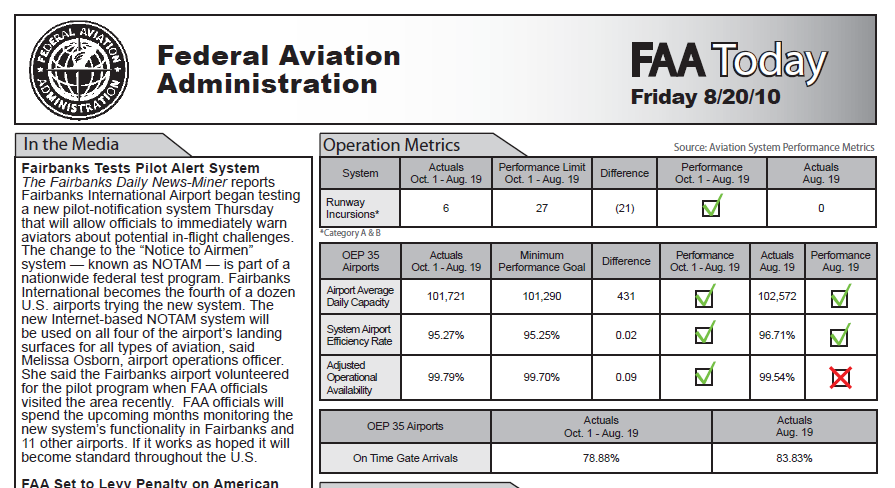 FEDERAL AVIATION
ADMINISTRATION
Federal Aviation
Administration
FAA Today
Friday 8/20/10
In the Media
Fairbanks Tests Pilot Alert System
The Fairbanks Daily News-Miner reports
Fairbanks International Airport began testing
a new pilot-notification system Thursday
that will allow officials to immediately warn
aviators about potential in-flight challenges.
The change to the “Notice to Airmen”
system — known as NOTAM — is part of a
nationwide federal test program. Fairbanks
International becomes the fourth of a dozen
U.S. airports trying the new system. The
new Internet-based NOTAM system will
be used on all four of the airport’s landing
surfaces for all types of aviation, said
Melissa Osborn, airport operations officer.
She said the Fairbanks airport volunteered
for the pilot program when FAA officials
visited the area recently.  FAA officials will
spend the upcoming months monitoring the
new system’s functionality in Fairbanks and
11 other airports. If it works as hoped it will
become standard throughout the U.S.
FAA Set to Levy Penalty on American
Operation Metrics
Source: Aviation System Performance Metrics
System Actuals Performance Limit Difference Performance Actuals
Oct. 1 - Aug. 19 Oct. 1 - Aug. 19 Oct. 1 - Aug. 19 Aug. 19
Runway
Incursions* 6 27 (21) 0
*Category A & B
OEP 35 Actuals Minimum Difference Performance Actuals Performance
Airports Oct. 1 - Aug. 19 Performance Goal Oct. 1 - Aug. 19 Aug. 19 Aug. 19
Airport Average
Daily Capacity 101,721 101,290 431 102,572
System Airport
Efficiency Rate 95.27% 95.25% 0.02 96.71%
Adjusted
Operational 99.79% 99.70% 0.09 99.54%
Availability
OEP 35 Airports Actuals Actuals
Oct. 1 - Aug. 19 Aug. 19
On Time Gate Arrivals 78.88% 83.83%